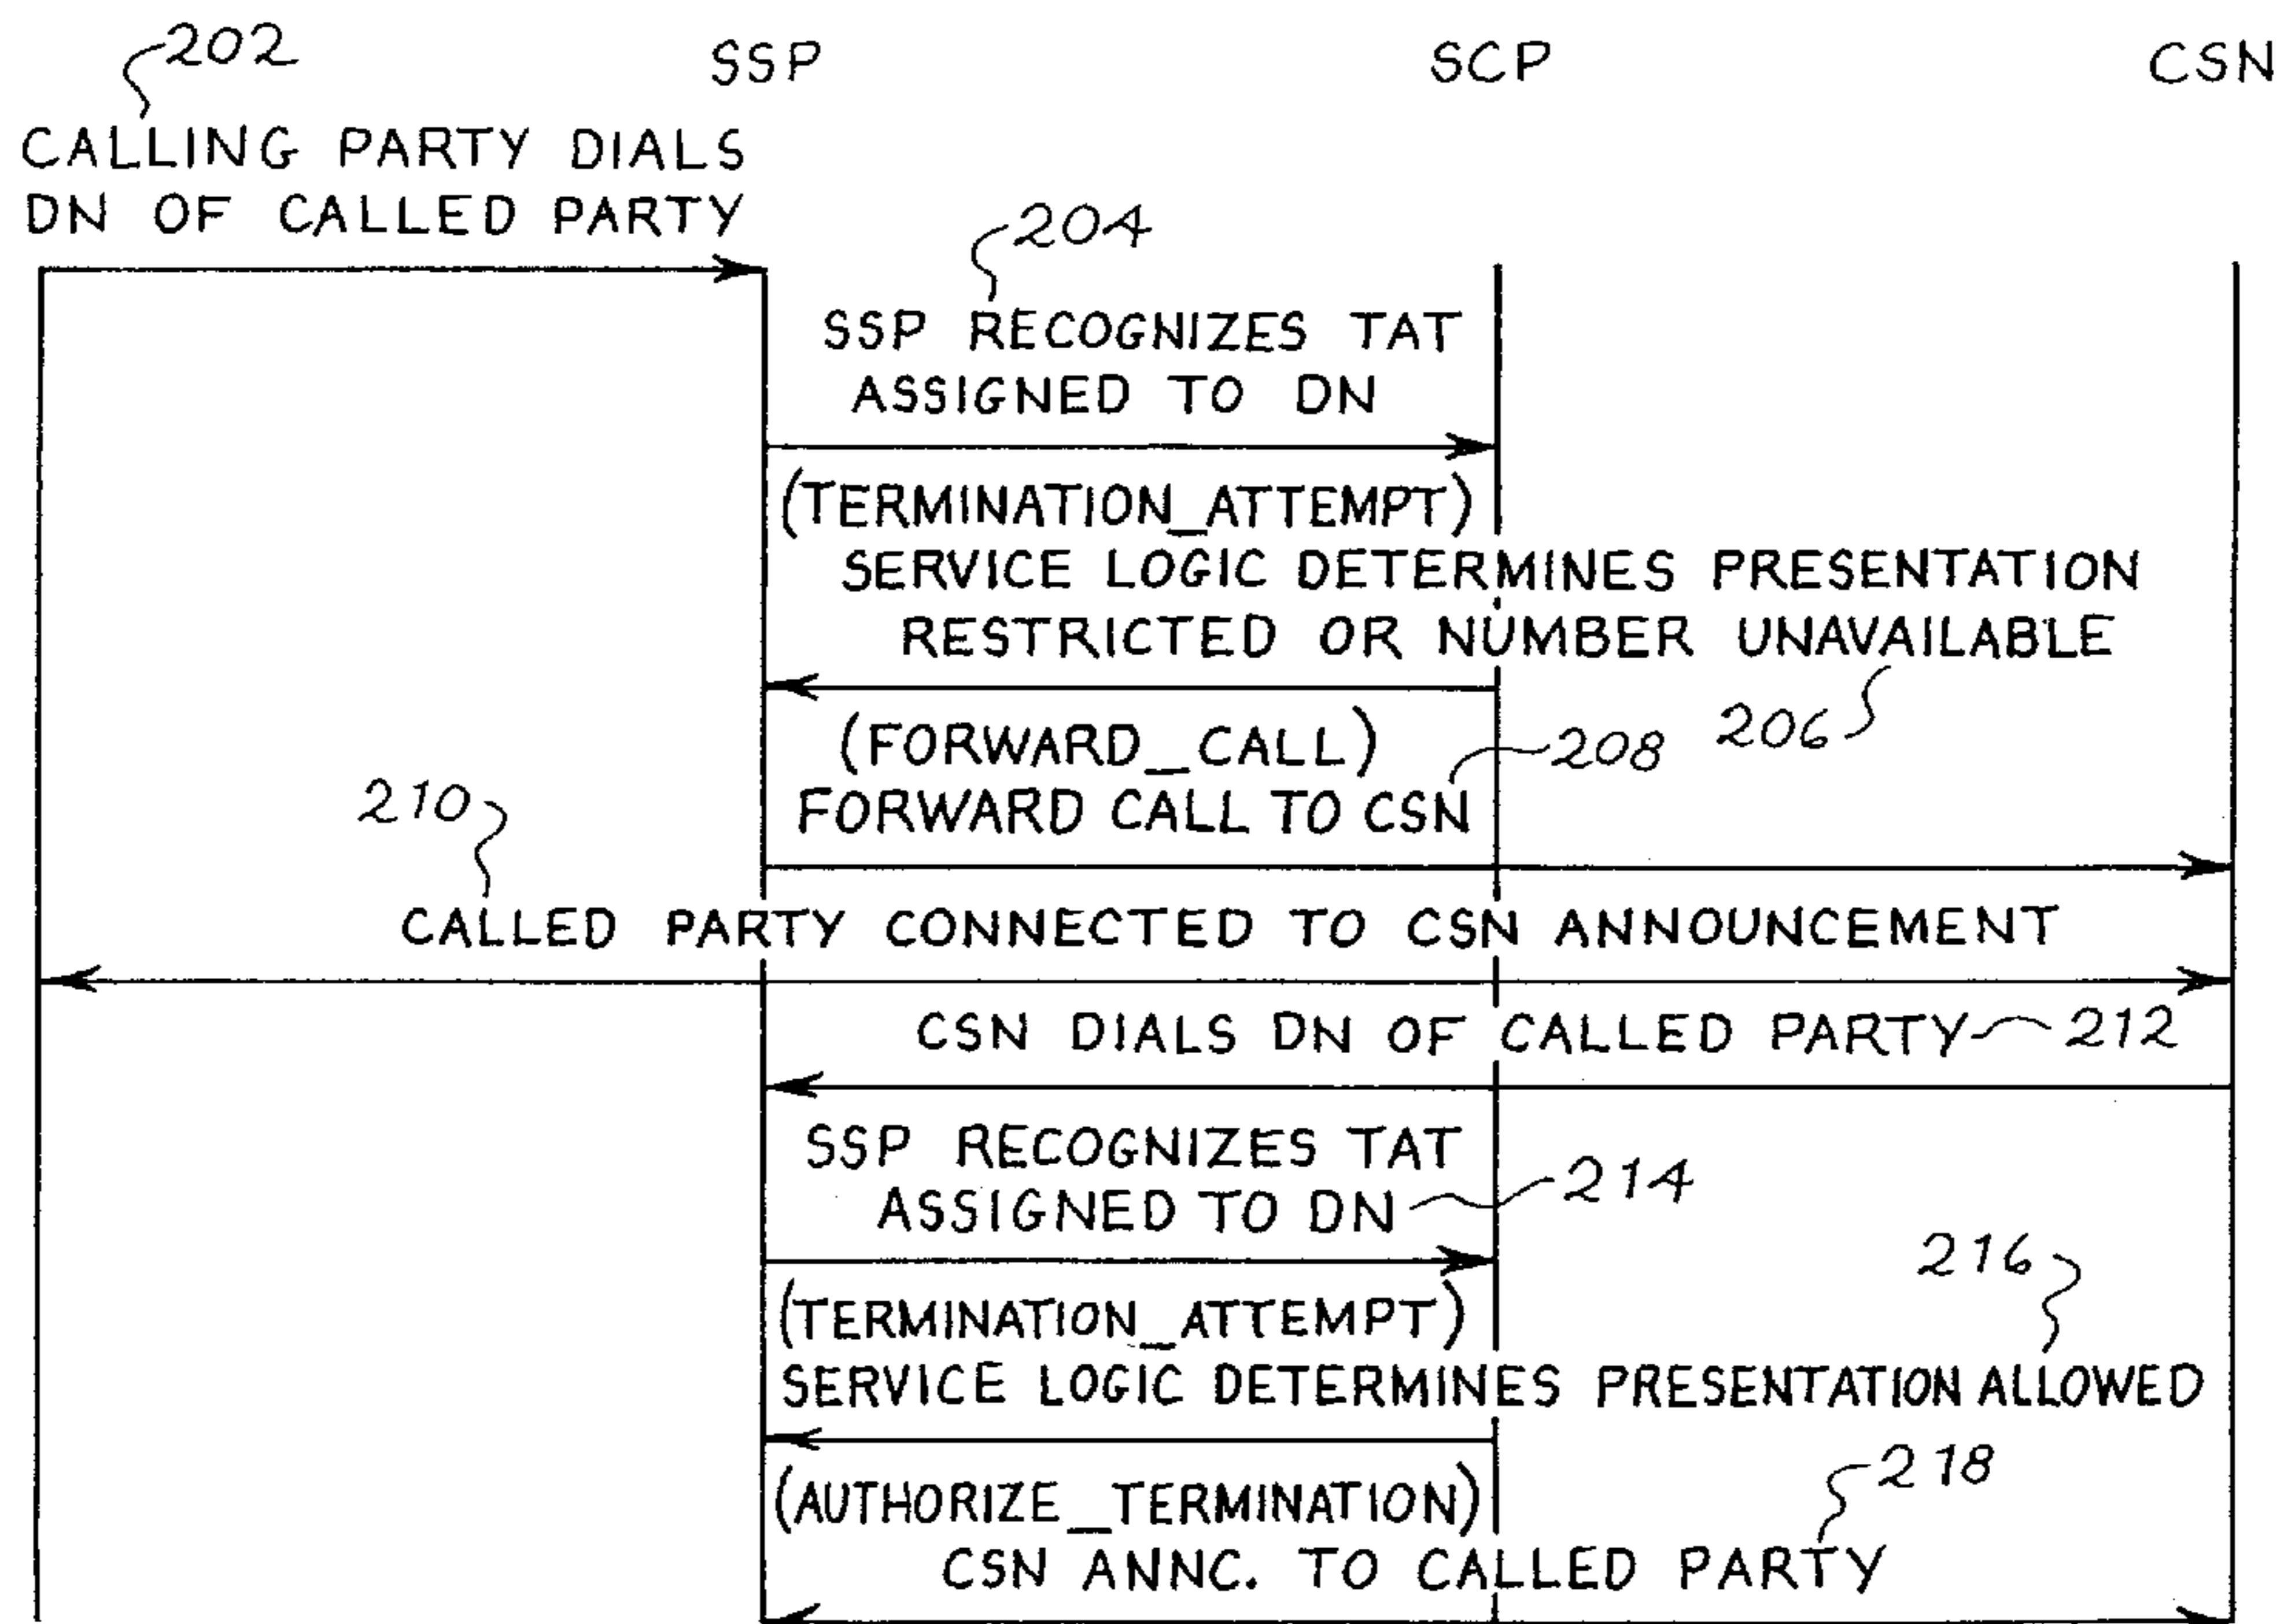 202
SSP
SCP
CSN
CALLING PARTY DIALS
DN OF CALLED PARTY
204
SSP RECOGNIZES TAT
ASSIGNED TO DN
(TERMINATION_ATTEMPT)
SERVICE LOGIC DETERMINES PRESENTATION
RESTRICTED OR NUMBER UNAVAILABLE
206
(FORWARD_CALL)
208
FORWARD CALL TO CSN
210
CALLED PARTY CONNECTED TO CSN ANNOUNCEMENT
CSN DIALS DN OF CALLED PARTY 212
SSP RECOGNIZES TAT
ASSIGNED TO DN 214
216
(TERMINATION_ATTEMPT)
SERVICE LOGIC DETERMINES PRESENTATION ALLOWED
218
(AUTHORIZE_TERMINATION)
CSN ANNC. TO CALLED PARTY